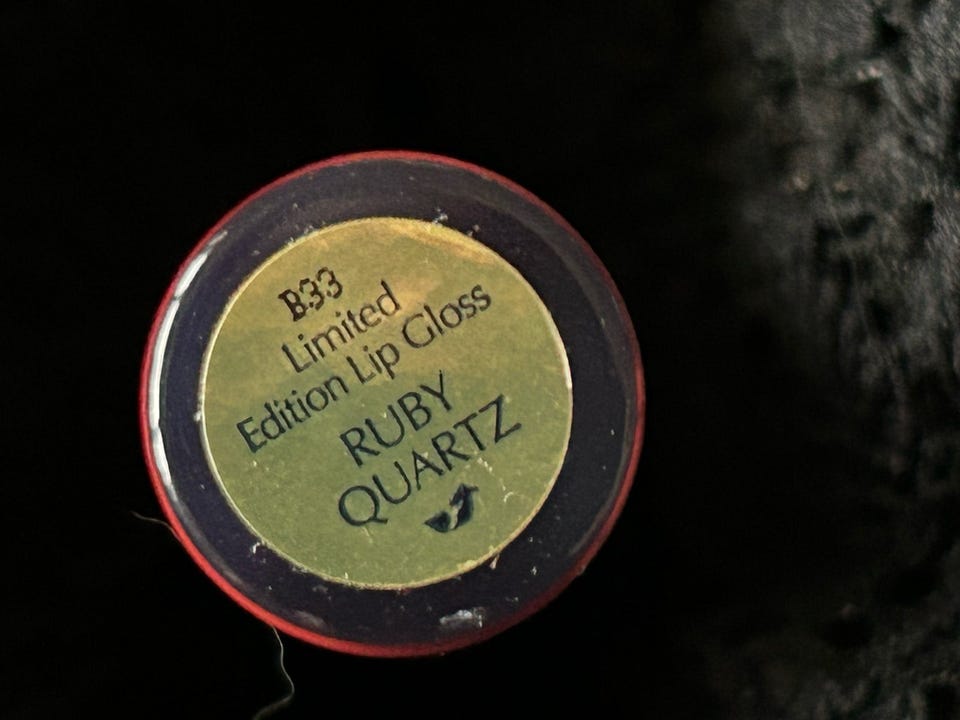 B33
Limited
Edition Lip Gloss
RUBY
QUARTZ